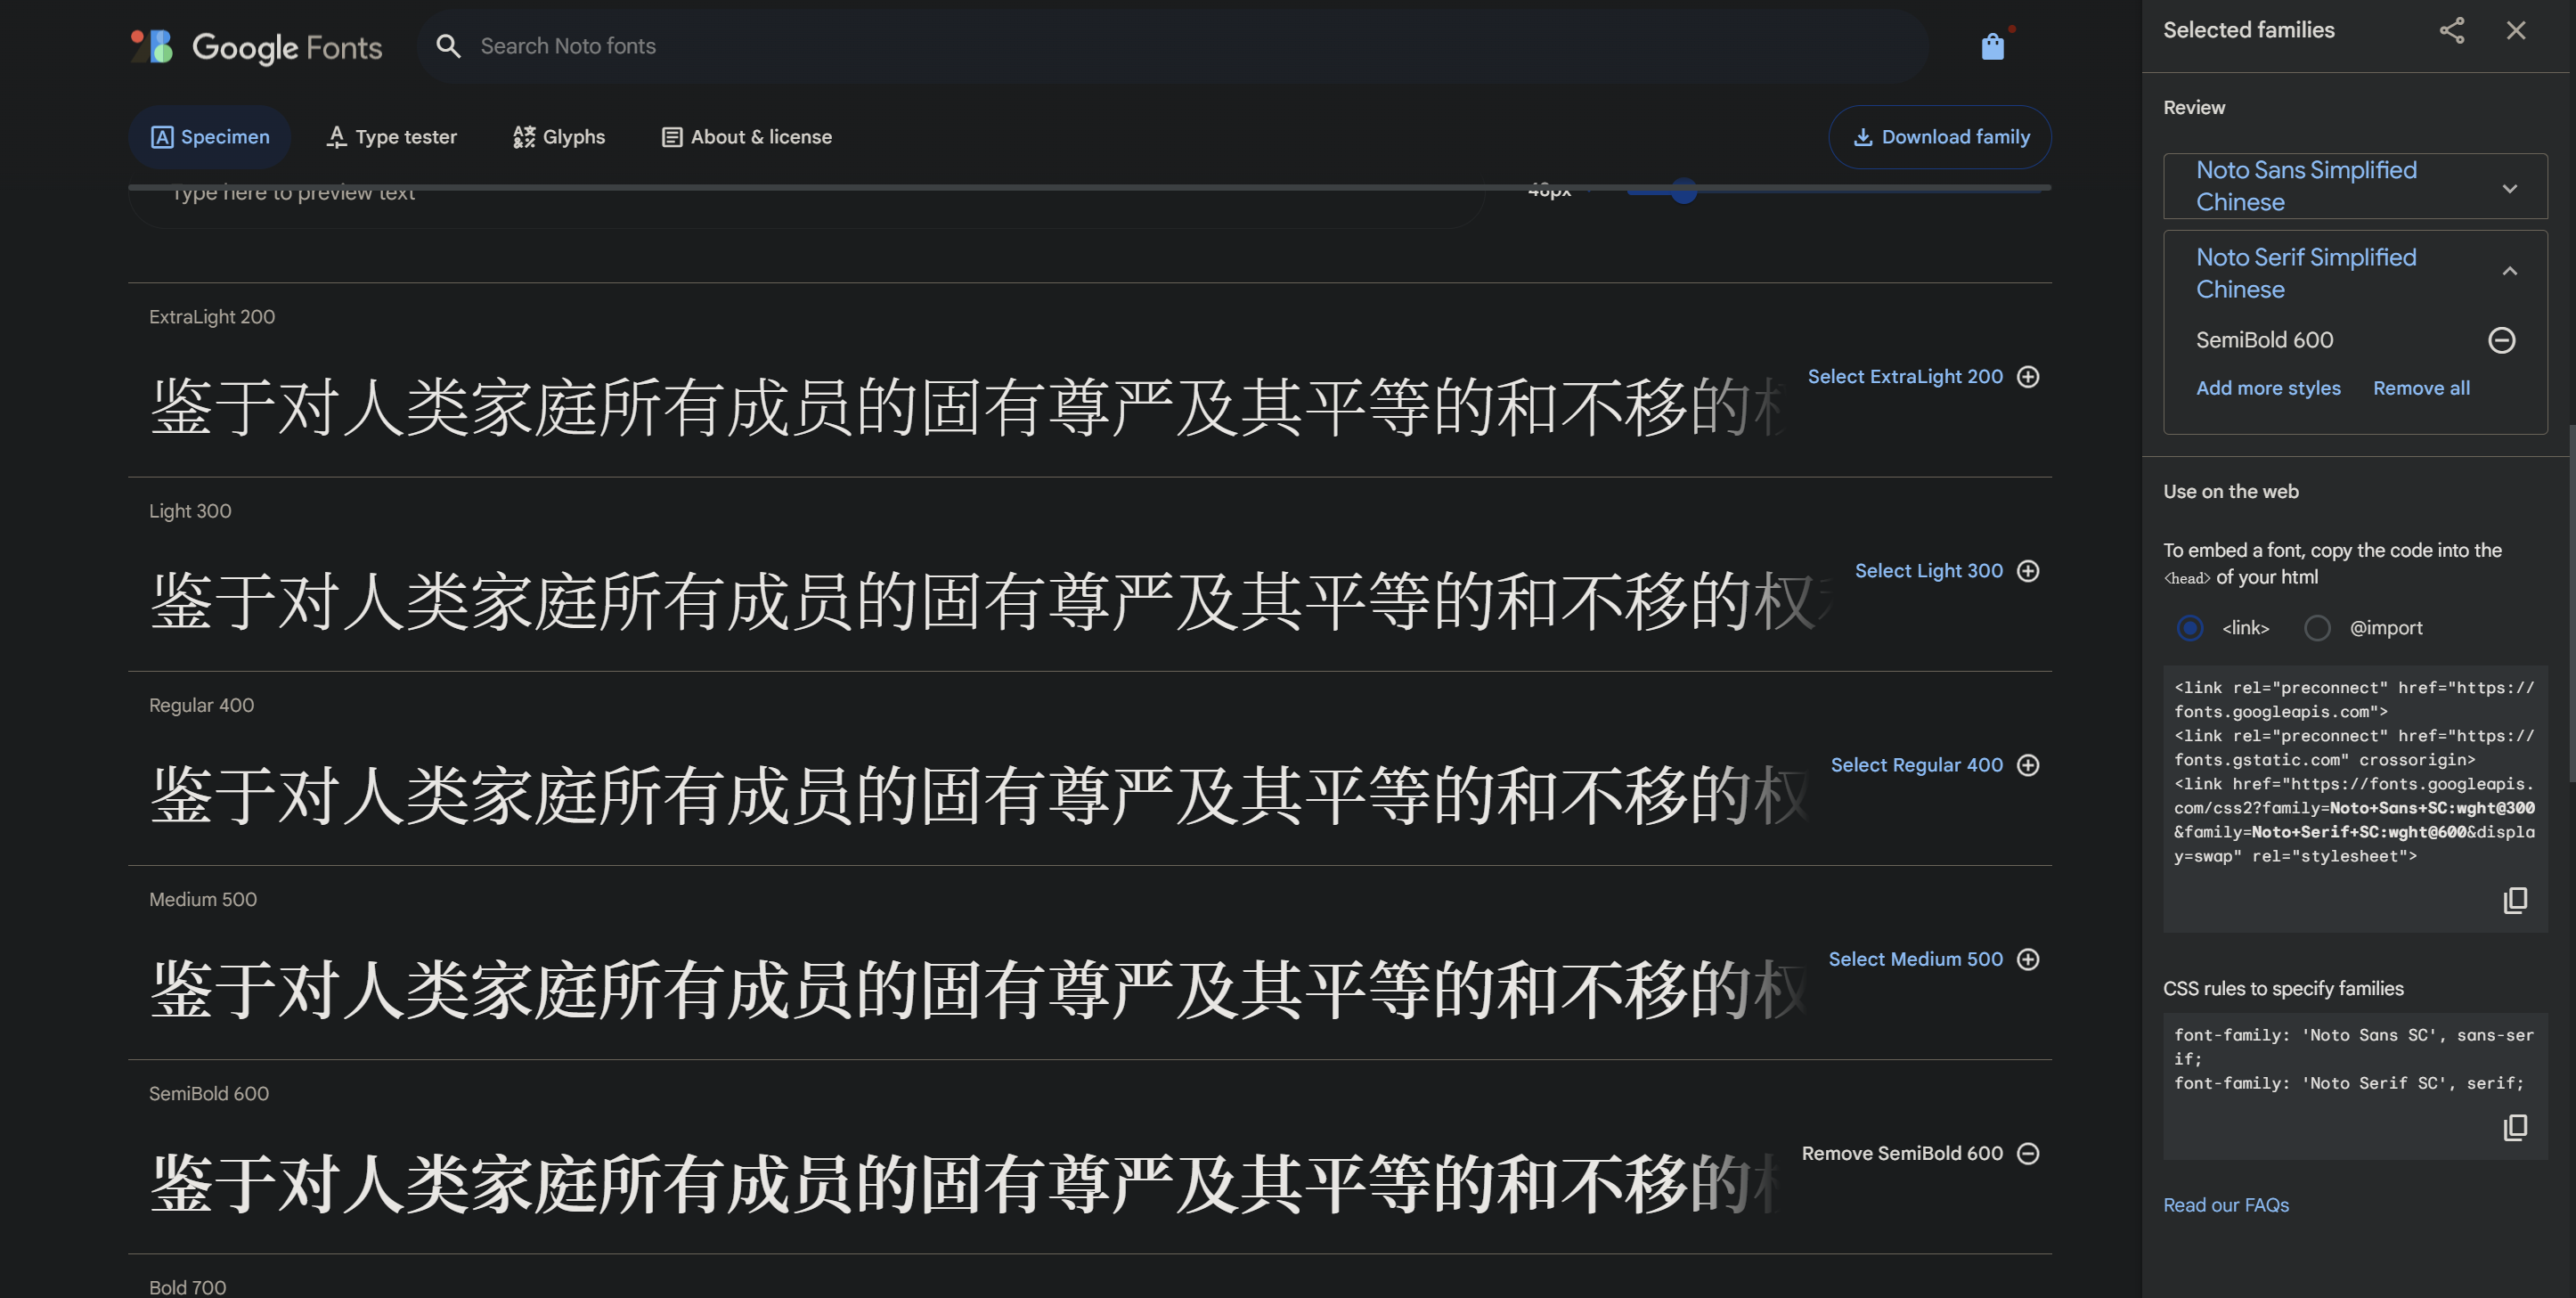 Google Fonts
Search Noto fonts
Specimen
Type tester
Glyphs
About & license
Download family
Type here to preview text
48px
ExtraLight 200
鉴于对人类家庭所有成员的固有尊严及其平等的和不移的权
Select ExtraLight 200
Light 300
鉴于对人类家庭所有成员的固有尊严及其平等的和不移的权
Select Light 300
Regular 400
鉴于对人类家庭所有成员的固有尊严及其平等的和不移的权
Select Regular 400
Medium 500
鉴于对人类家庭所有成员的固有尊严及其平等的和不移的权
Select Medium 500
SemiBold 600
鉴于对人类家庭所有成员的固有尊严及其平等的和不移的
Remove SemiBold 600
Bold 700
Selected families
Review
Noto Sans Simplified
Chinese
Noto Serif Simplified
Chinese
SemiBold 600
Add more styles
Remove all
Use on the web
To embed a font, copy the code into the
<head> of your html
<link>
@import
<link rel="preconnect" href="https://
fonts.googleapis.com">
<link rel="preconnect" href="https://
fonts.gstatic.com" crossorigin>
<link href="https://fonts.googleapis.
com/css2?family=Noto+Sans+SC:wght@300
&family=Noto+Serif+SC:wght@600&displa
y=swap" rel="stylesheet">
CSS rules to specify families
font-family: 'Noto Sans SC', sans-ser
if;
font-family: 'Noto Serif SC', serif;
Read our FAQs